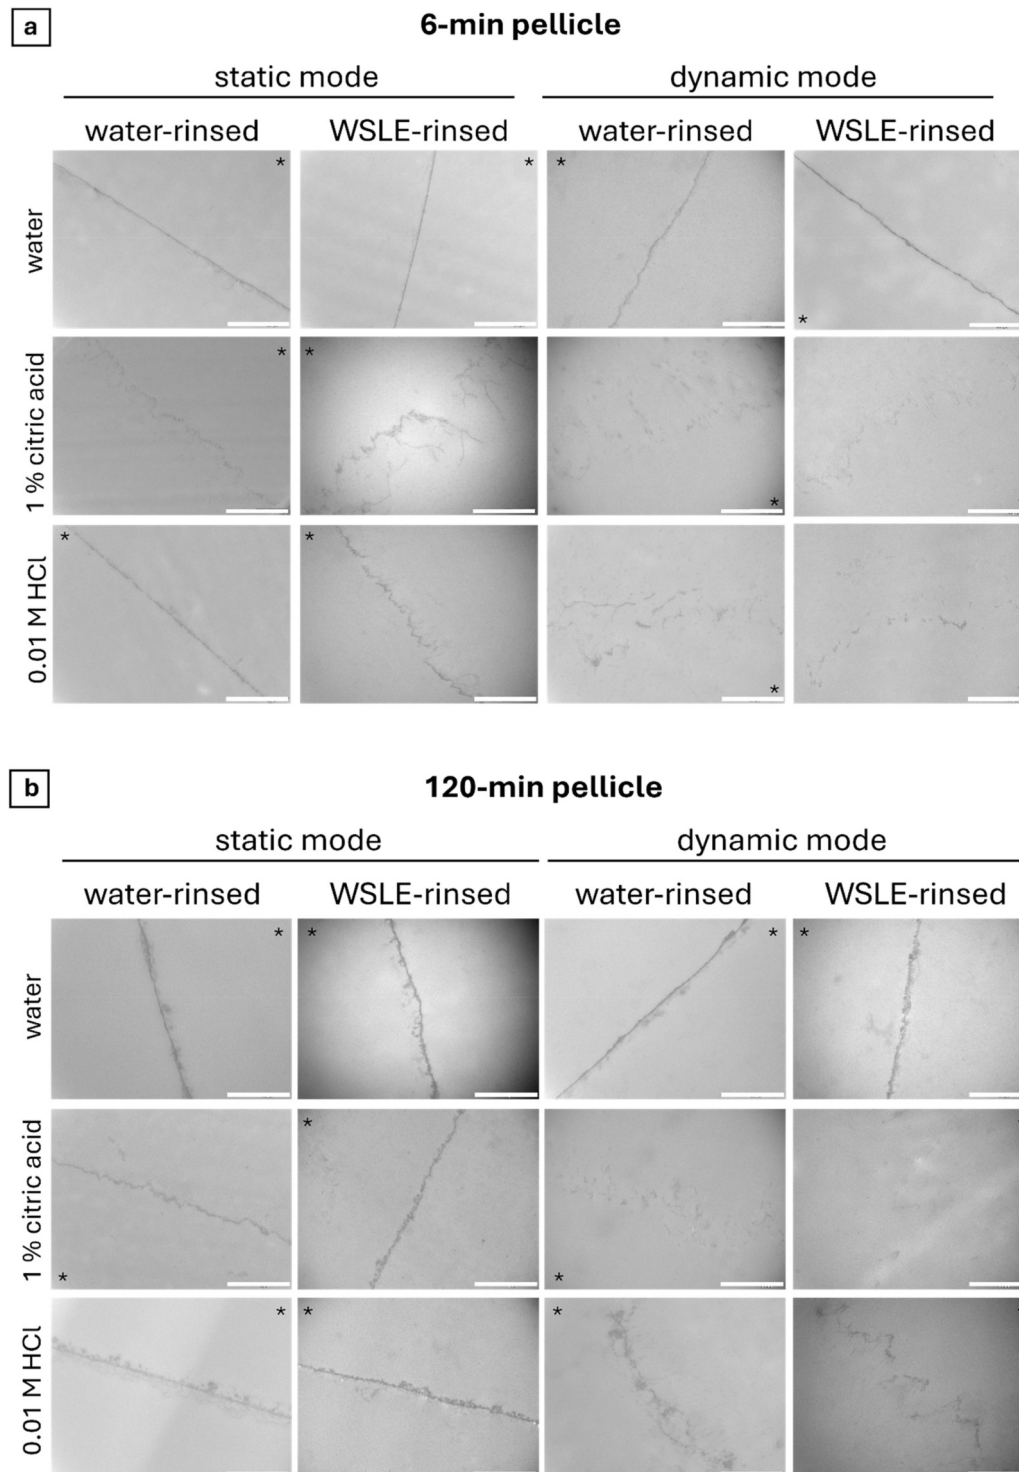 a
6-min pellicle
static mode dynamic mode
water-rinsed WSLE-rinsed water-rinsed WSLE-rinsed
water
1 % citric acid
0.01 M HCl
b
120-min pellicle
static mode dynamic mode
water-rinsed WSLE-rinsed water-rinsed WSLE-rinsed
water
1 % citric acid
0.01 M HCl